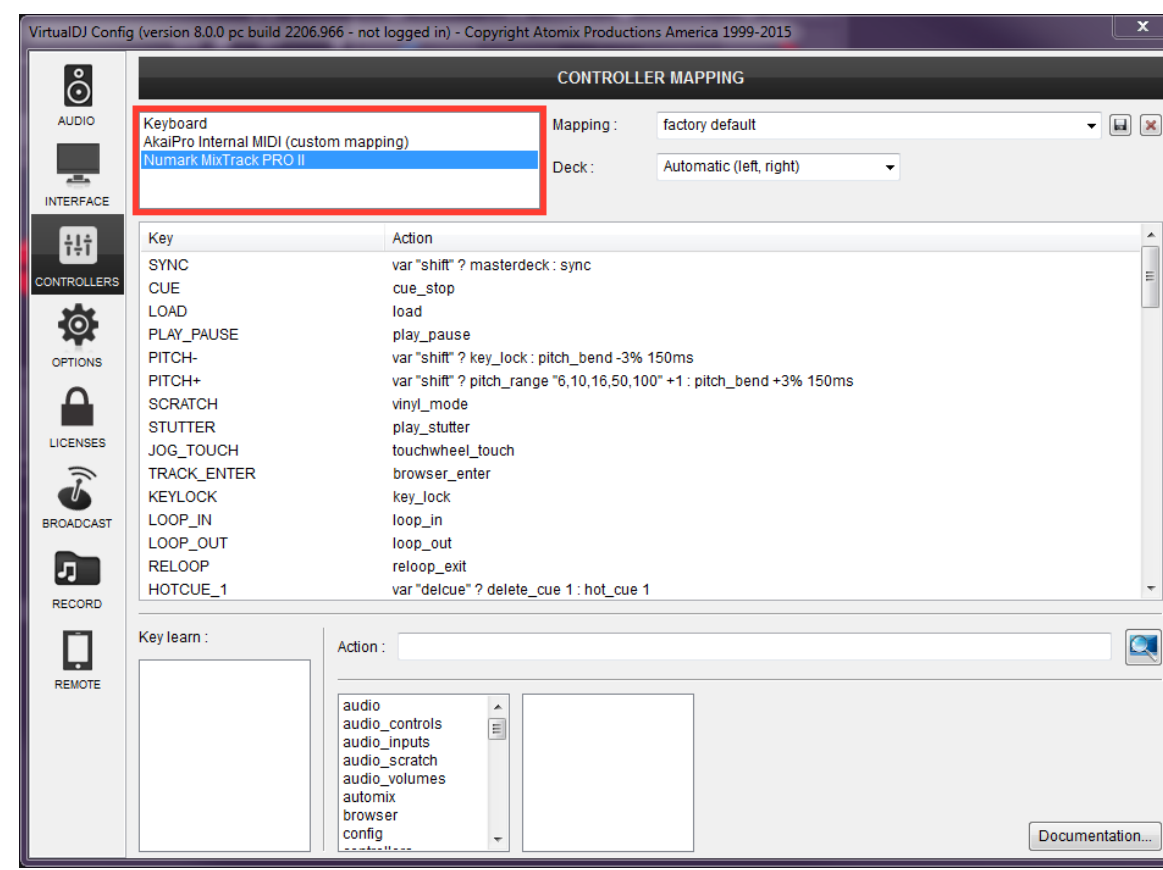 VirtualDJ Config (version 8.0.0 pc build 2206.966 - not logged in) - Copyright Atomix Productions America 1999-2015
x
AUDIO
INTERFACE
CONTROLLERS
OPTIONS
LICENSES
BROADCAST
RECORD
REMOTE
CONTROLLER MAPPING
Keyboard
AkaiPro Internal MIDI (custom mapping)
Numark MixTrack PRO II
Mapping : factory default
Deck : Automatic (left, right)
Key Action
SYNC var "shift" ? masterdeck : sync
CUE cue_stop
LOAD load
PLAY_PAUSE play_pause
PITCH- var "shift" ? key_lock : pitch_bend -3% 150ms
PITCH+ var "shift" ? pitch_range "6,10,16,50,100" +1 : pitch_bend +3% 150ms
SCRATCH vinyl_mode
STUTTER play_stutter
JOG_TOUCH touchwheel_touch
TRACK_ENTER browser_enter
KEYLOCK key_lock
LOOP_IN loop_in
LOOP_OUT loop_out
RELOOP reloop_exit
HOTCUE_1 var "delcue" ? delete_cue 1 : hot_cue 1
Key learn :
Action :
audio
audio_controls
audio_inputs
audio_scratch
audio_volumes
automix
browser
config
Documentation...